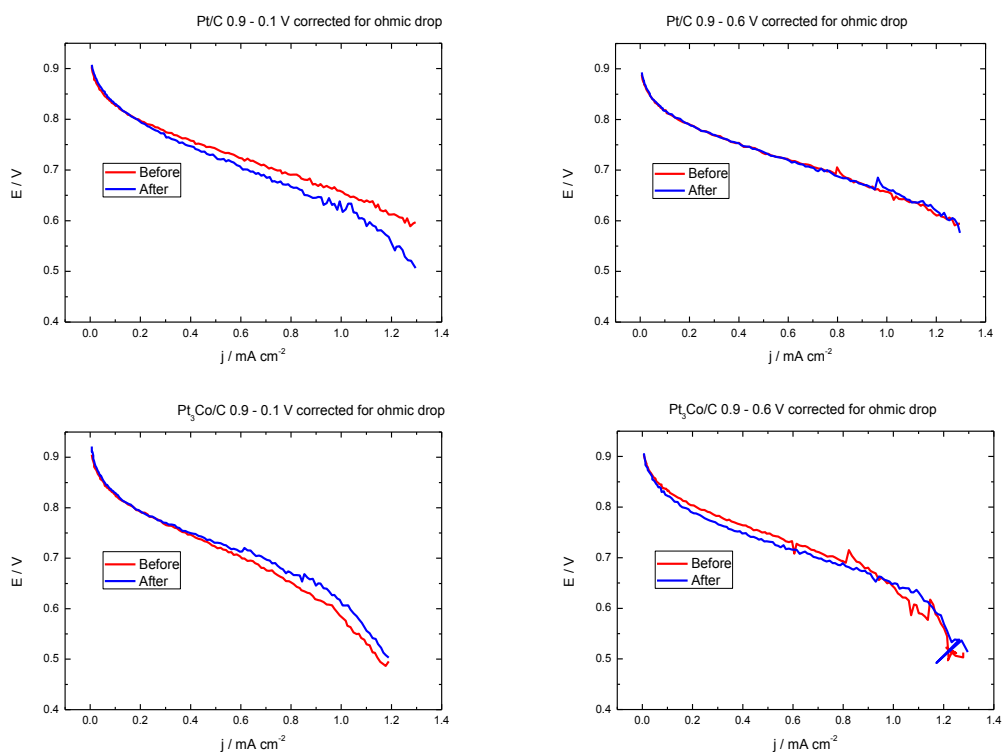 Pt/C 0.9 - 0.1 V corrected for ohmic drop
0.9
0.8
0.7
0.6
0.5
0.4
E / V
Before
After
0.0 0.2 0.4 0.6 0.8 1.0 1.2 1.4
j / mA cm⁻²
Pt/C 0.9 - 0.6 V corrected for ohmic drop
0.9
0.8
0.7
0.6
0.5
0.4
E / V
Before
After
0.0 0.2 0.4 0.6 0.8 1.0 1.2 1.4
j / mA cm⁻²
Pt₃Co/C 0.9 - 0.1 V corrected for ohmic drop
0.9
0.8
0.7
0.6
0.5
0.4
E / V
Before
After
0.0 0.2 0.4 0.6 0.8 1.0 1.2 1.4
j / mA cm⁻²
Pt₃Co/C 0.9 - 0.6 V corrected for ohmic drop
0.9
0.8
0.7
0.6
0.5
0.4
E / V
Before
After
0.0 0.2 0.4 0.6 0.8 1.0 1.2 1.4
j / mA cm⁻²